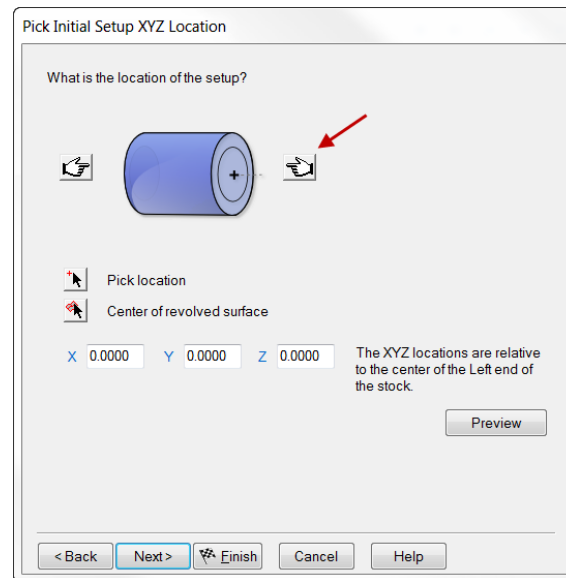 Pick Initial Setup XYZ Location
What is the location of the setup?
Pick location
Center of revolved surface
X 0.0000 Y 0.0000 Z 0.0000
The XYZ locations are relative
to the center of the Left end of
the stock.
Preview
< Back Next > Finish Cancel Help